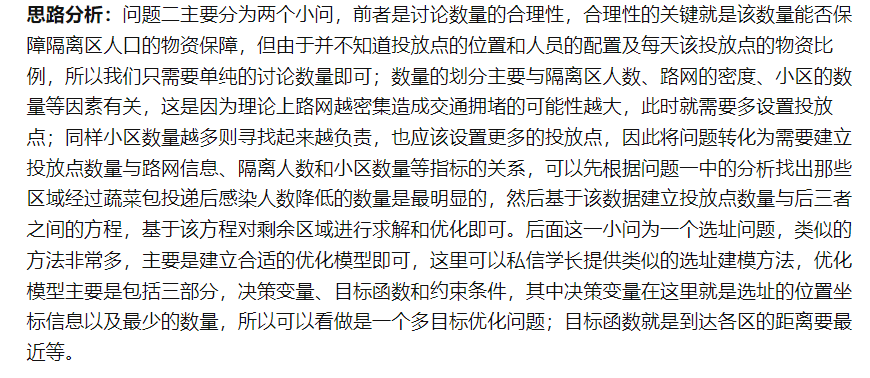 思路分析：问题二主要分为两个小问，前者是讨论数量的合理性，合理性的关键就是该数量能否保
障隔离区人口的物资保障，但由于并不知道投放点的位置和人员的配置及每天该投放点的物资比
例，所以我们只需要单纯的讨论数量即可；数量的划分主要与隔离区人数、路网的密度、小区的数
量等因素有关，这是因为理论上路网越密集造成交通拥堵的可能性越大，此时就需要多设置投放
点；同样小区数量越多则寻找起来越负责，也应该设置更多的投放点，因此将问题转化为需要建立
投放点数量与路网信息、隔离人数和小区数量等指标的关系，可以先根据问题一中的分析找出那些
区域经过蔬菜包投递后感染人数降低的数量是最明显的，然后基于该数据建立投放点数量与后三者
之间的方程，基于该方程对剩余区域进行求解和优化即可。后面这一小问为一个选址问题，类似的
方法非常多，主要是建立合适的优化模型即可，这里可以私信学长提供类似的选址建模方法，优化
模型主要是包括三部分，决策变量、目标函数和约束条件，其中决策变量在这里就是选址的位置坐
标信息以及最少的数量，所以可以看做是一个多目标优化问题；目标函数就是到达各区的距离要最
近等。